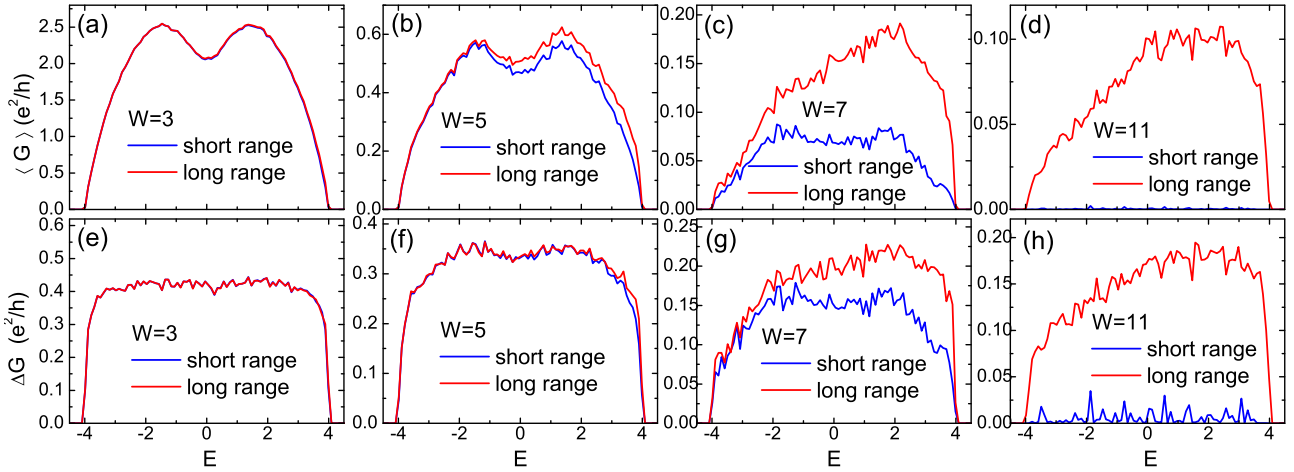 (a)
⟨ G ⟩ (e²/h)
2.5
2.0
1.5
1.0
0.5
0.0
W=3
short range
long range
(b)
0.6
0.4
0.2
0.0
W=5
short range
long range
(c)
0.20
0.15
0.10
0.05
0.00
W=7
short range
long range
(d)
0.10
0.05
0.00
W=11
short range
long range
(e)
ΔG (e²/h)
0.6
0.5
0.4
0.3
0.2
0.1
0.0
W=3
short range
long range
-4 -2 0 2 4
E
(f)
0.4
0.3
0.2
0.1
0.0
W=5
short range
long range
-4 -2 0 2 4
E
(g)
0.25
0.20
0.15
0.10
0.05
0.00
W=7
short range
long range
-4 -2 0 2 4
E
(h)
0.20
0.15
0.10
0.05
0.00
W=11
short range
long range
-4 -2 0 2 4
E